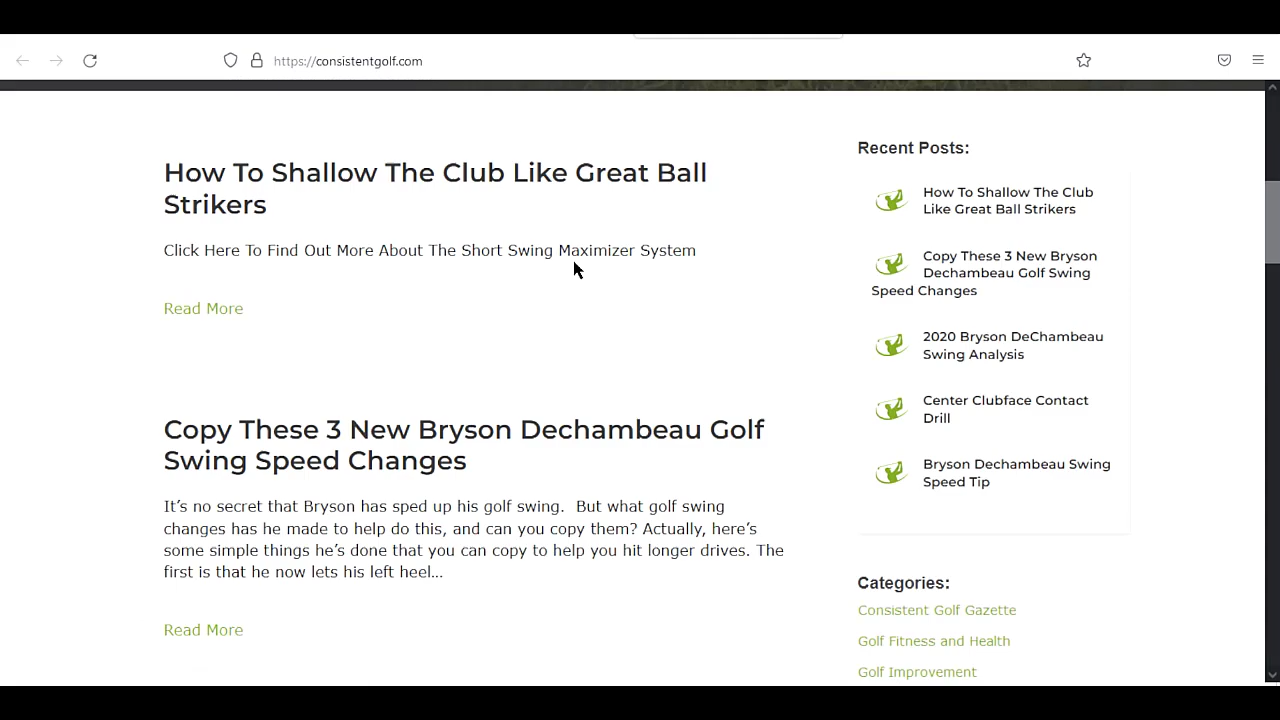 https://consistentgolf.com
How To Shallow The Club Like Great Ball
Strikers
Click Here To Find Out More About The Short Swing Maximizer System
Read More
Copy These 3 New Bryson Dechambeau Golf
Swing Speed Changes
It’s no secret that Bryson has sped up his golf swing.  But what golf swing
changes has he made to help do this, and can you copy them? Actually, here’s
some simple things he’s done that you can copy to help you hit longer drives. The
first is that he now lets his left heel...
Read More
Recent Posts:
How To Shallow The Club
Like Great Ball Strikers
Copy These 3 New Bryson
Dechambeau Golf Swing
Speed Changes
2020 Bryson DeChambeau
Swing Analysis
Center Clubface Contact
Drill
Bryson Dechambeau Swing
Speed Tip
Categories:
Consistent Golf Gazette
Golf Fitness and Health
Golf Improvement